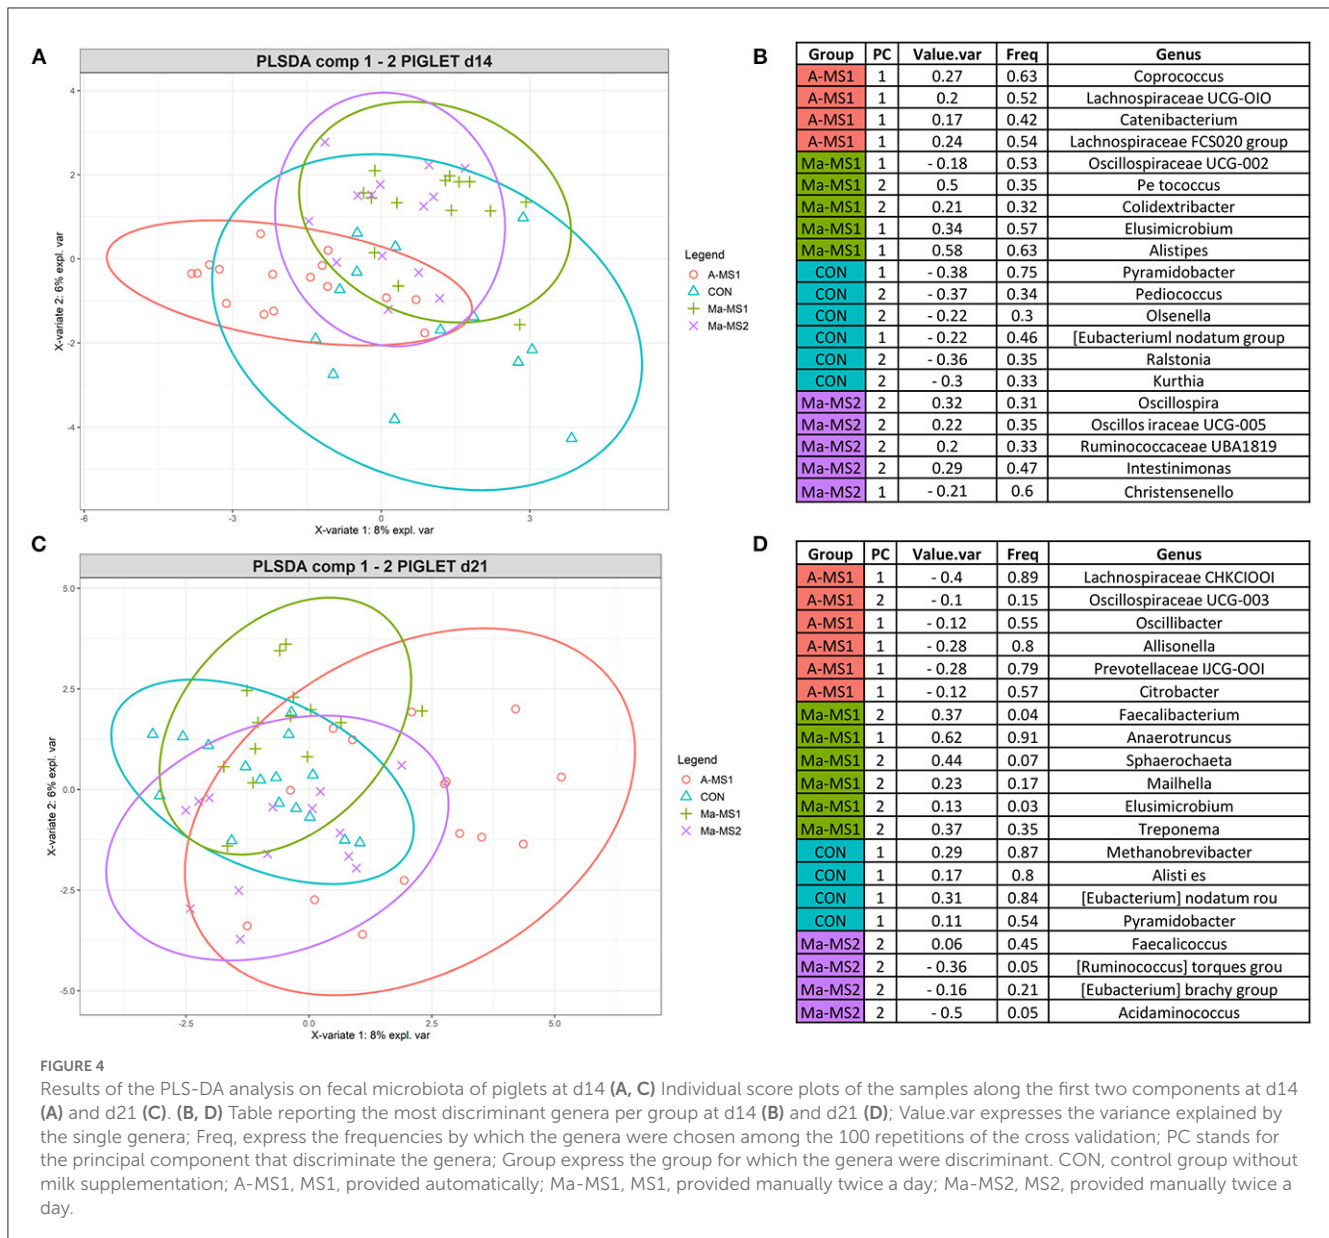 A
PLSDA comp 1 - 2 PIGLET d14
4
2
0
-2
-4
-6
-3
0
3
X-variate 2: 6% expl. var
X-variate 1: 8% expl. var
Legend
A-MS1
CON
Ma-MS1
Ma-MS2
B
Group PC Value.var Freq Genus
A-MS1 1 0.27 0.63 Coprococcus
A-MS1 1 0.2 0.52 Lachnospiraceae UCG-OIO
A-MS1 1 0.17 0.42 Catenibacterium
A-MS1 1 0.24 0.54 Lachnospiraceae FCS020 group
Ma-MS1 1 - 0.18 0.53 Oscillospiraceae UCG-002
Ma-MS1 2 0.5 0.35 Pe tococcus
Ma-MS1 2 0.21 0.32 Colidextribacter
Ma-MS1 1 0.34 0.57 Elusimicrobium
Ma-MS1 1 0.58 0.63 Alistipes
CON 1 - 0.38 0.75 Pyramidobacter
CON 2 - 0.37 0.34 Pediococcus
CON 2 - 0.22 0.3 Olsenella
CON 1 - 0.22 0.46 [Eubacteriuml nodatum group
CON 2 - 0.36 0.35 Ralstonia
CON 2 - 0.3 0.33 Kurthia
Ma-MS2 2 0.32 0.31 Oscillospira
Ma-MS2 2 0.22 0.35 Oscillos iraceae UCG-005
Ma-MS2 2 0.2 0.33 Ruminococcaceae UBA1819
Ma-MS2 2 0.29 0.47 Intestinimonas
Ma-MS2 1 - 0.21 0.6 Christensenello
C
PLSDA comp 1 - 2 PIGLET d21
5.0
2.5
0.0
-2.5
-5.0
-2.5
0.0
2.5
5.0
X-variate 2: 6% expl. var
X-variate 1: 8% expl. var
Legend
A-MS1
CON
Ma-MS1
Ma-MS2
D
Group PC Value.var Freq Genus
A-MS1 1 - 0.4 0.89 Lachnospiraceae CHKCIOOI
A-MS1 2 - 0.1 0.15 Oscillospiraceae UCG-003
A-MS1 1 - 0.12 0.55 Oscillibacter
A-MS1 1 - 0.28 0.8 Allisonella
A-MS1 1 - 0.28 0.79 Prevotellaceae IJCG-OOI
A-MS1 1 - 0.12 0.57 Citrobacter
Ma-MS1 2 0.37 0.04 Faecalibacterium
Ma-MS1 1 0.62 0.91 Anaerotruncus
Ma-MS1 2 0.44 0.07 Sphaerochaeta
Ma-MS1 2 0.23 0.17 Mailhella
Ma-MS1 2 0.13 0.03 Elusimicrobium
Ma-MS1 2 0.37 0.35 Treponema
CON 1 0.29 0.87 Methanobrevibacter
CON 1 0.17 0.8 Alisti es
CON 1 0.31 0.84 [Eubacterium] nodatum rou
CON 1 0.11 0.54 Pyramidobacter
Ma-MS2 2 0.06 0.45 Faecalicoccus
Ma-MS2 2 - 0.36 0.05 [Ruminococcus] torques grou
Ma-MS2 2 - 0.16 0.21 [Eubacterium] brachy group
Ma-MS2 2 - 0.5 0.05 Acidaminococcus
FIGURE 4
Results of the PLS-DA analysis on fecal microbiota of piglets at d14 (A, C) Individual score plots of the samples along the first two components at d14
(A) and d21 (C). (B, D) Table reporting the most discriminant genera per group at d14 (B) and d21 (D); Value.var expresses the variance explained by
the single genera; Freq, express the frequencies by which the genera were chosen among the 100 repetitions of the cross validation; PC stands for
the principal component that discriminate the genera; Group express the group for which the genera were discriminant. CON, control group without
milk supplementation; A-MS1, MS1, provided automatically; Ma-MS1, MS1, provided manually twice a day; Ma-MS2, MS2, provided manually twice a
day.